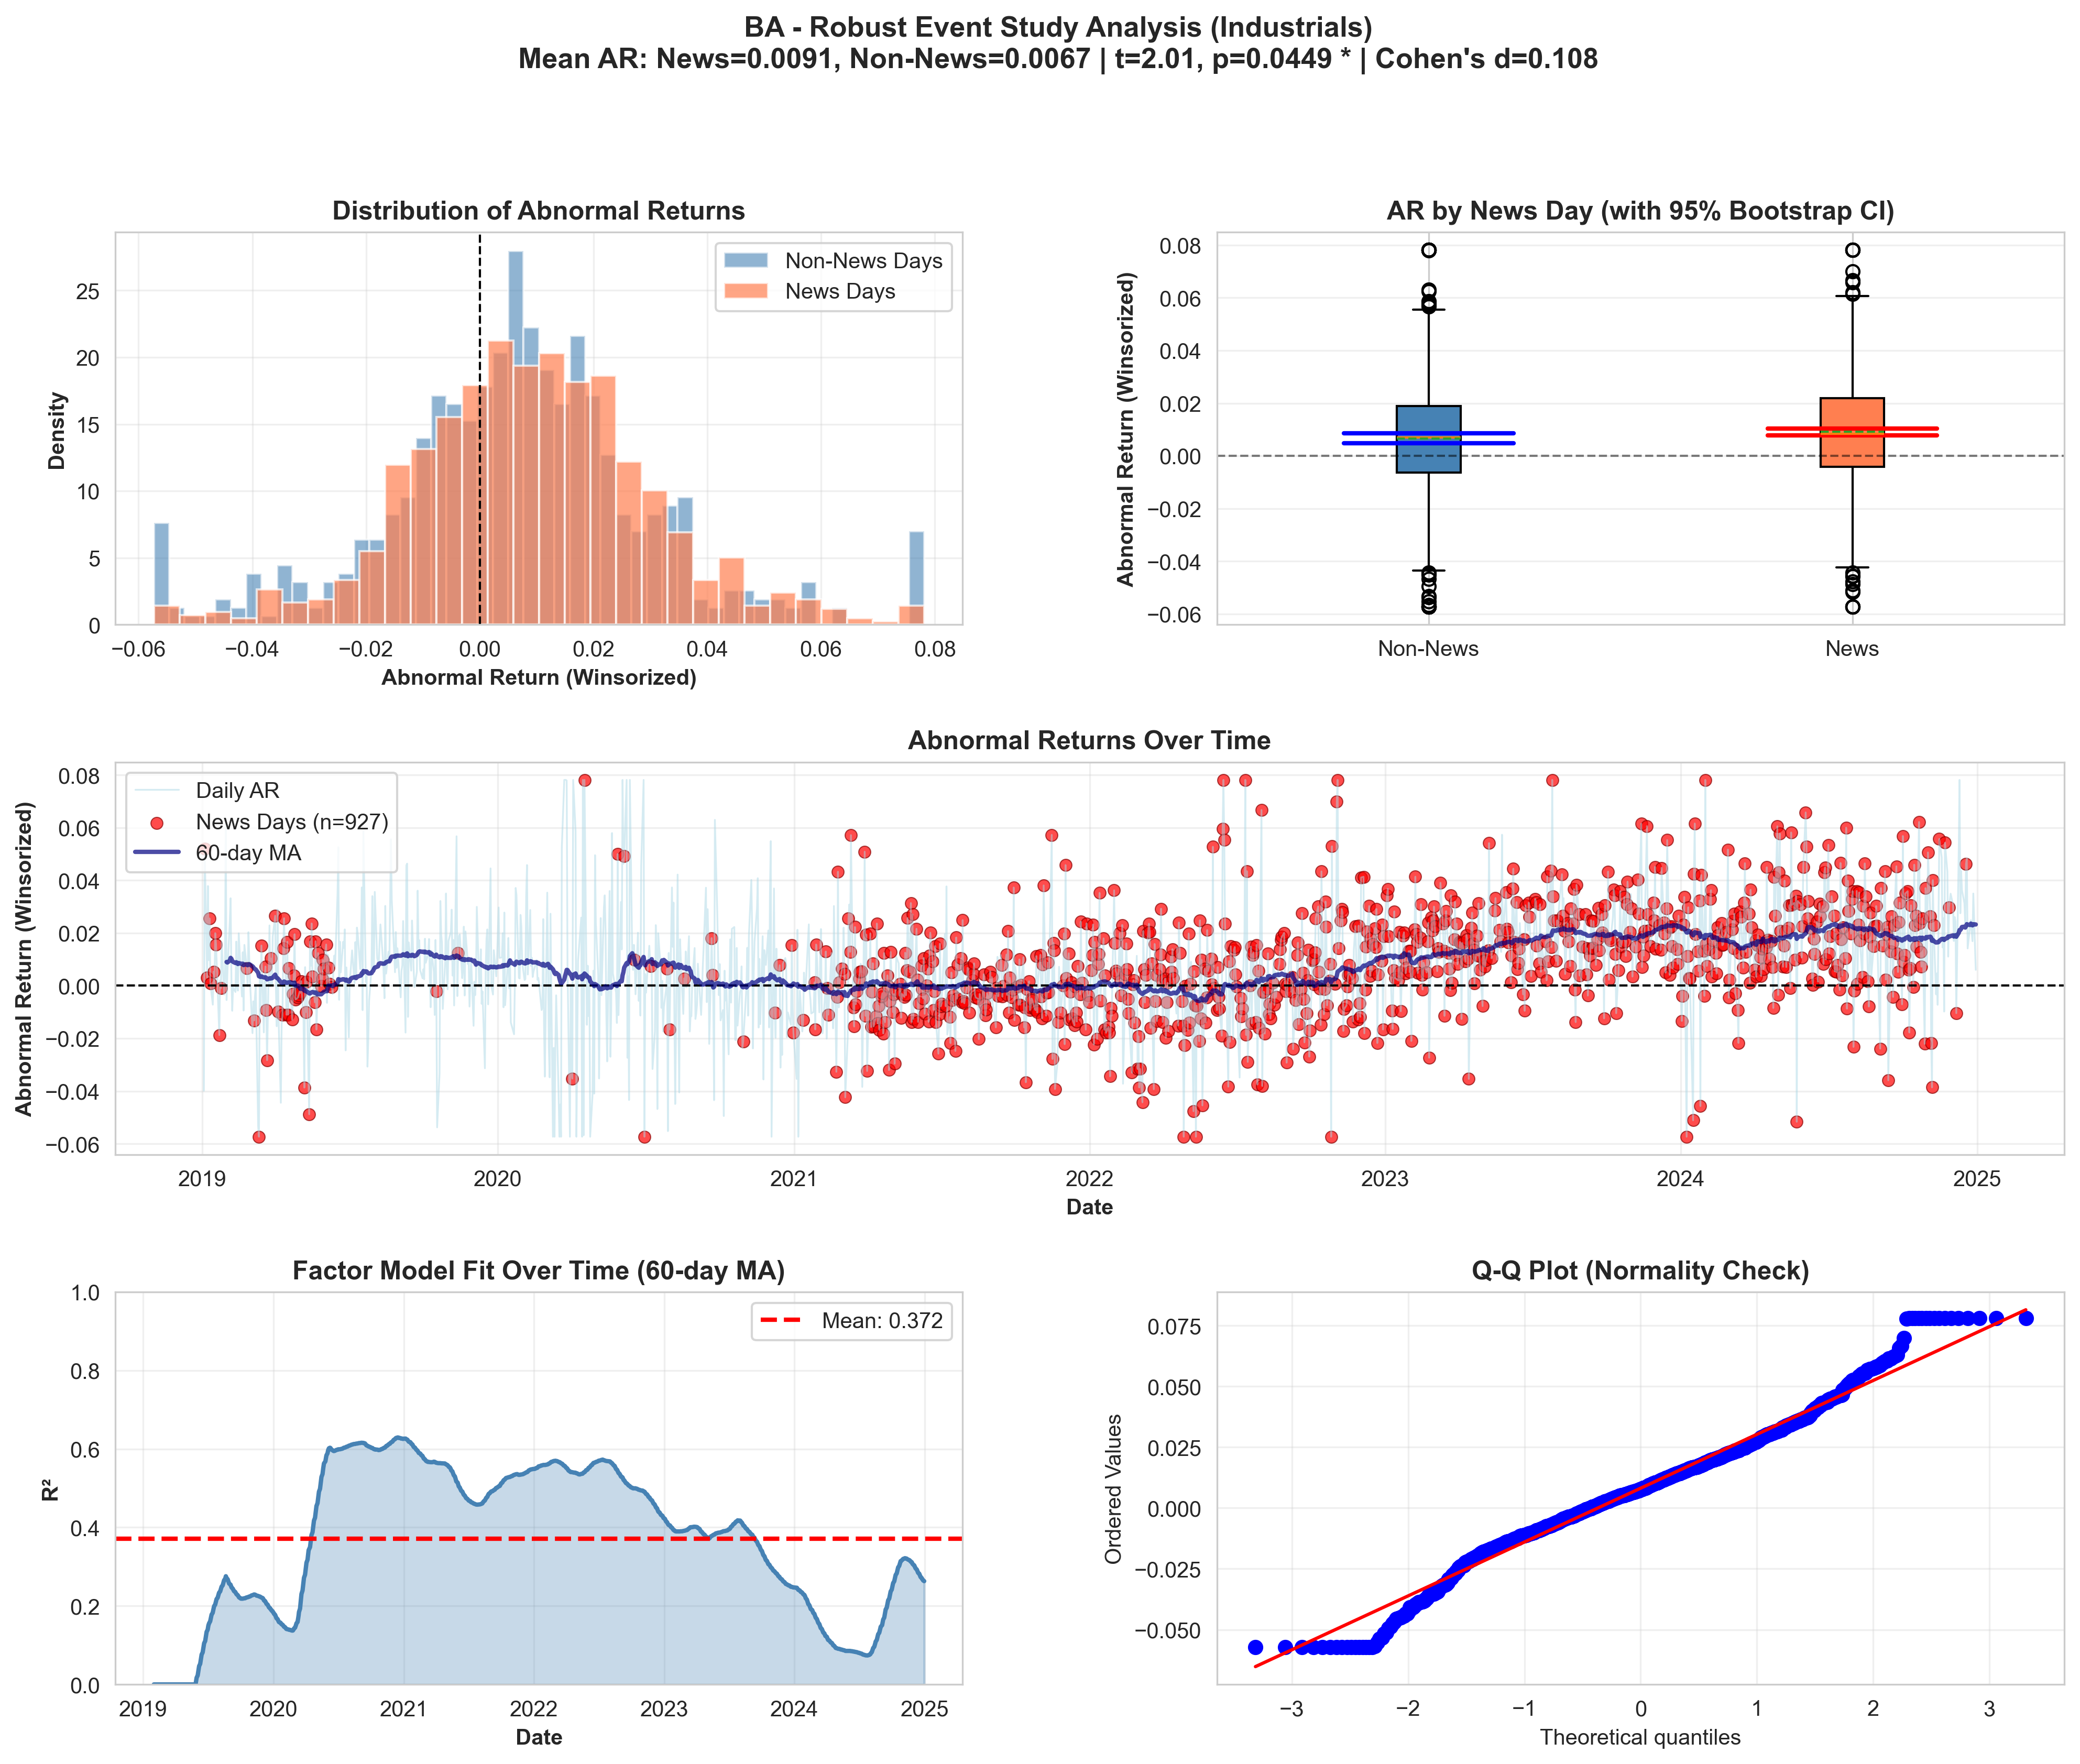 BA - Robust Event Study Analysis (Industrials)
Mean AR: News=0.0091, Non-News=0.0067 | t=2.01, p=0.0449 * | Cohen's d=0.108
Distribution of Abnormal Returns
Density
25
20
15
10
5
0
Non-News Days
News Days
−0.06 −0.04 −0.02 0.00 0.02 0.04 0.06 0.08
Abnormal Return (Winsorized)
AR by News Day (with 95% Bootstrap CI)
Abnormal Return (Winsorized)
0.08
0.06
0.04
0.02
0.00
−0.02
−0.04
−0.06
Non-News News
Abnormal Returns Over Time
Abnormal Return (Winsorized)
0.08
0.06
0.04
0.02
0.00
−0.02
−0.04
−0.06
Daily AR
News Days (n=927)
60-day MA
2019 2020 2021 2022 2023 2024 2025
Date
Factor Model Fit Over Time (60-day MA)
R²
1.0
0.8
0.6
0.4
0.2
0.0
Mean: 0.372
2019 2020 2021 2022 2023 2024 2025
Date
Q-Q Plot (Normality Check)
Ordered Values
0.075
0.050
0.025
0.000
−0.025
−0.050
−3 −2 −1 0 1 2 3
Theoretical quantiles